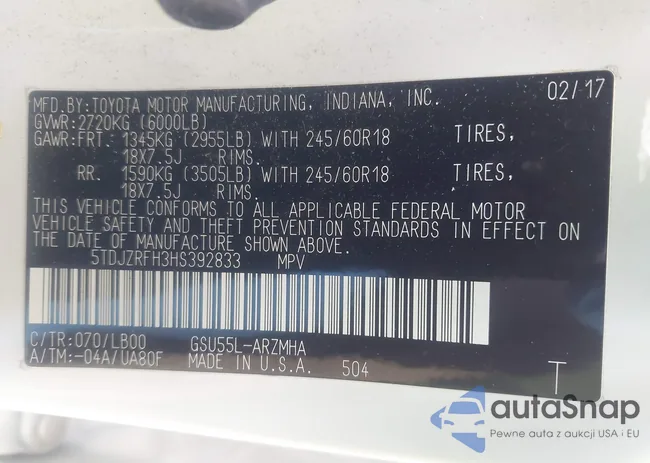 MFD.BY:TOYOTA MOTOR MANUFACTURING, INDIANA, INC. 02/17
GVWR:2720KG (6000LB)
GAWR:FRT. 1345KG (2955LB) WITH 245/60R18 TIRES,
18X7.5J RIMS.
RR. 1590KG (3505LB) WITH 245/60R18 TIRES,
18X7.5J RIMS.
THIS VEHICLE CONFORMS TO ALL APPLICABLE FEDERAL MOTOR
VEHICLE SAFETY AND THEFT PREVENTION STANDARDS IN EFFECT ON
THE DATE OF MANUFACTURE SHOWN ABOVE.
5TDJZRFH3HS392833 MPV
C/TR:070/LB00 GSU55L-ARZMHA
A/TM:-04A/UA80F MADE IN U.S.A. 504 T
autaSnap
Pewne auta z aukcji USA i EU